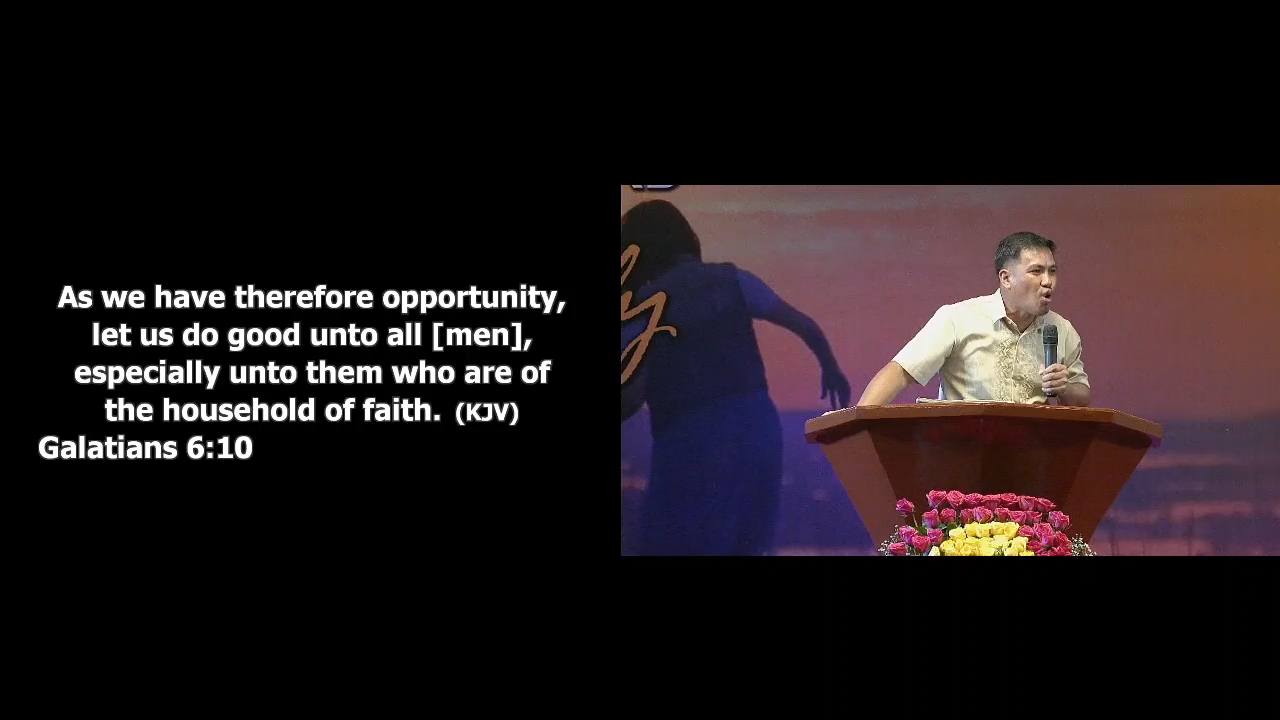 As we have therefore opportunity,
let us do good unto all [men],
especially unto them who are of
the household of faith. (KJV)
Galatians 6:10